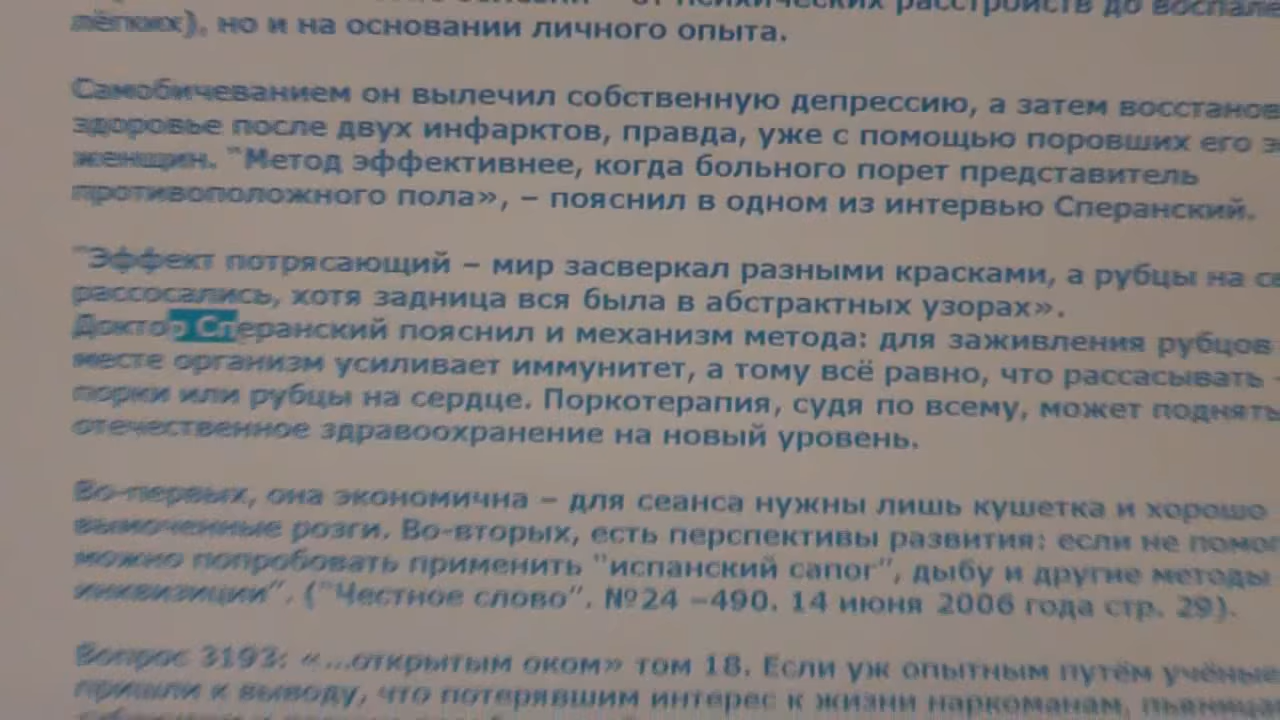 расстройств до
лёгких), но и на основании личного опыта.
Самобичеванием он вылечил собственную депрессию, а затем восстанов
здоровье после двух инфарктов, правда, уже с помощью поровших его
женщин. "Метод эффективнее, когда больного порет представитель
противоположного пола», – пояснил в одном из интервью Сперанский.
"Эффект потрясающий – мир засверкал разными красками, а рубцы на
рассосались, хотя задница вся была в абстрактных узорах».
Доктор Сперанский пояснил и механизм метода: для заживления рубцов
месте организм усиливает иммунитет, а тому всё равно, что рассасывать –
порки или рубцы на сердце. Поркотерапия, судя по всему, может поднять
отечественное здравоохранение на новый уровень.
Во-первых, она экономична – для сеанса нужны лишь кушетка и хорошо
вымоченные розги. Во-вторых, есть перспективы развития: если не помог
можно попробовать применить "испанский сапог", дыбу и другие методы
инквизиции". ("Честное слово". №24 –490. 14 июня 2006 года стр. 29).
Вопрос 3193: «...открытым оком» том 18. Если уж опытным путём учёные
пришли к выводу, что потерявшим интерес к жизни наркоманам, пьяница